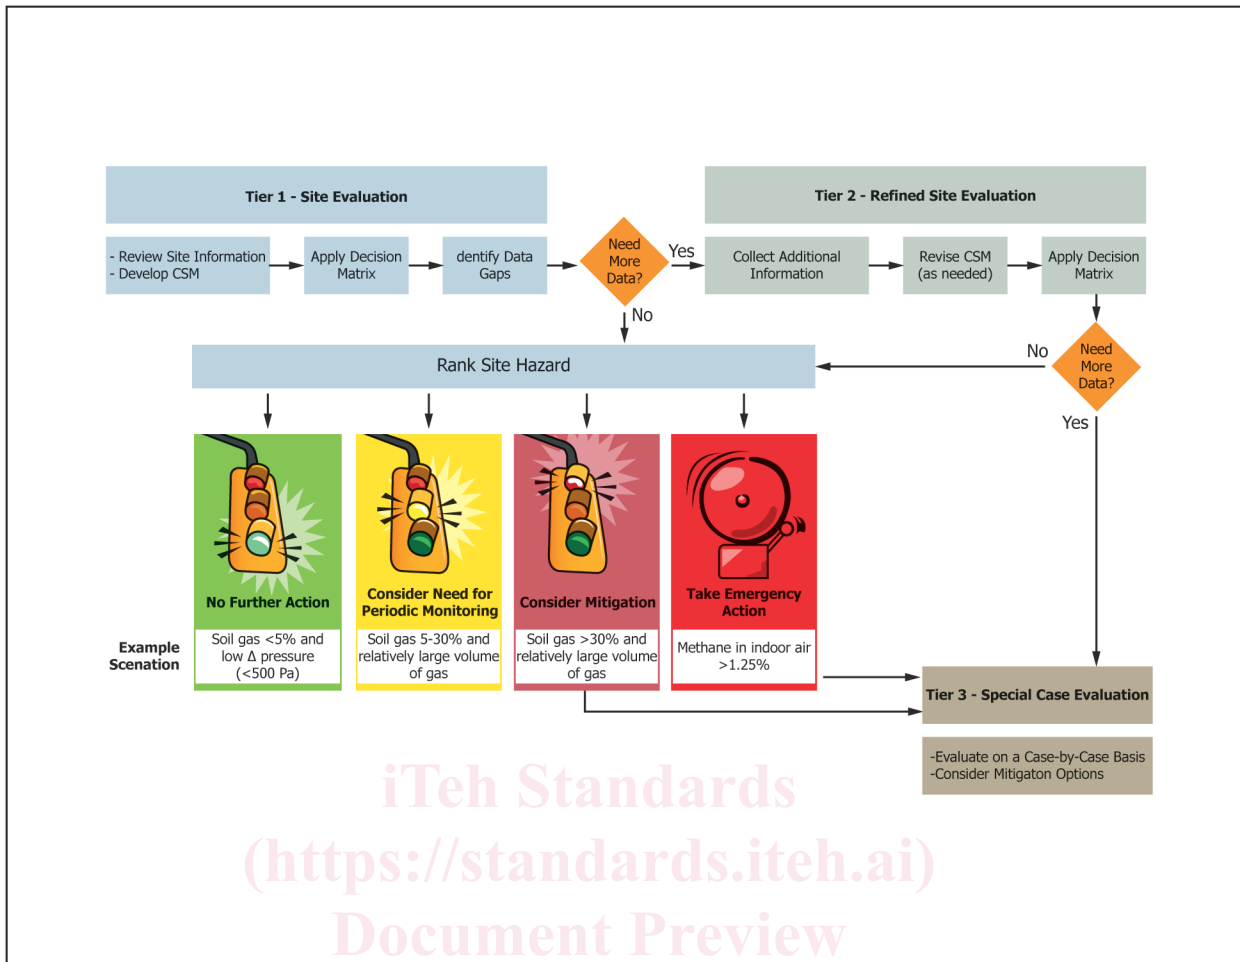 Tier 1 - Site Evaluation
Tier 2 - Refined Site Evaluation
- Review Site Information
- Develop CSM
Apply Decision
Matrix
dentify Data
Gaps
Need
More
Data?
Yes
Collect Additional
Information
Revise CSM
(as needed)
Apply Decision
Matrix
No
Rank Site Hazard
No
Need
More
Data?
Yes
No Further Action
Consider Need for
Periodic Monitoring
Consider Mitigation
Take Emergency
Action
Example
Scenation
Soil gas <5% and
low Δ pressure
(<500 Pa)
Soil gas 5-30% and
relatively large volume
of gas
Soil gas >30% and
relatively large volume
of gas
Methane in indoor air
>1.25%
Tier 3 - Special Case Evaluation
-Evaluate on a Case-by-Case Basis
-Consider Mitigaton Options
iTeh Standards
(https://standards.iteh.ai)
Document Preview